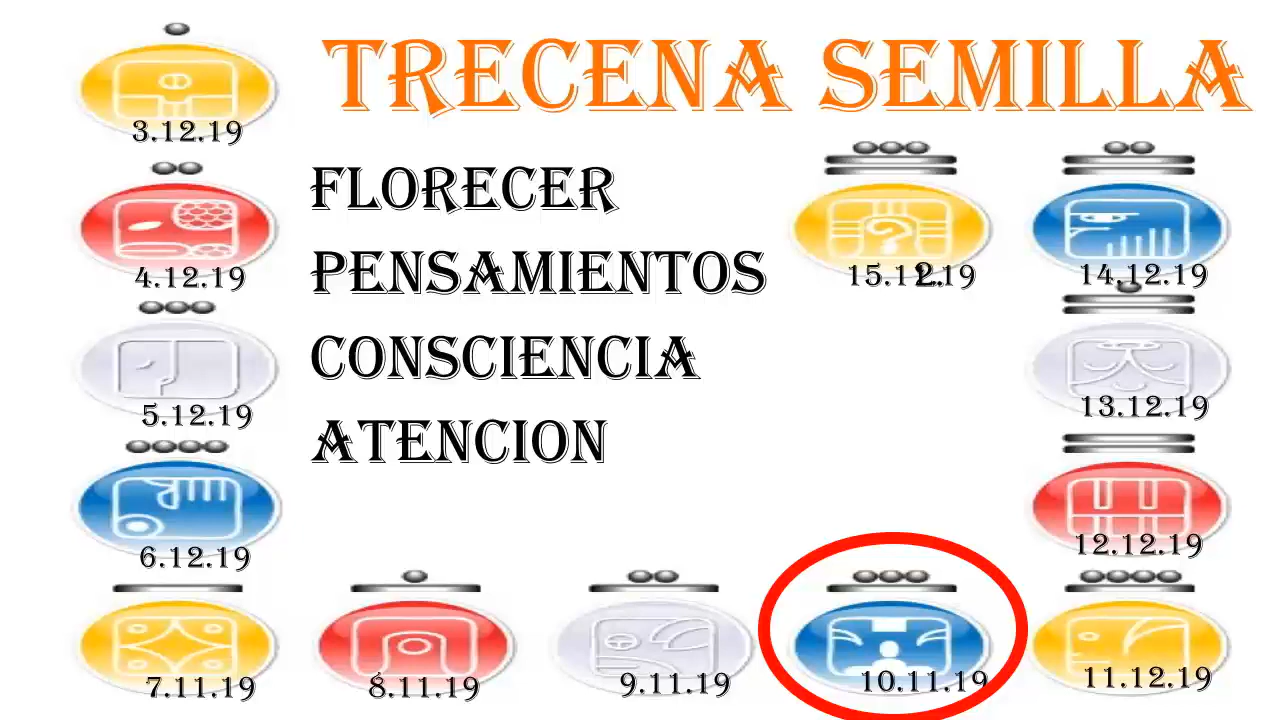 TRECENA SEMILLA
3.12.19
FLORECER
4.12.19
PENSAMIENTOS
15.12.19
14.12.19
CONSCIENCIA
5.12.19
13.12.19
ATENCION
6.12.19
12.12.19
7.11.19
8.11.19
9.11.19
10.11.19
11.12.19